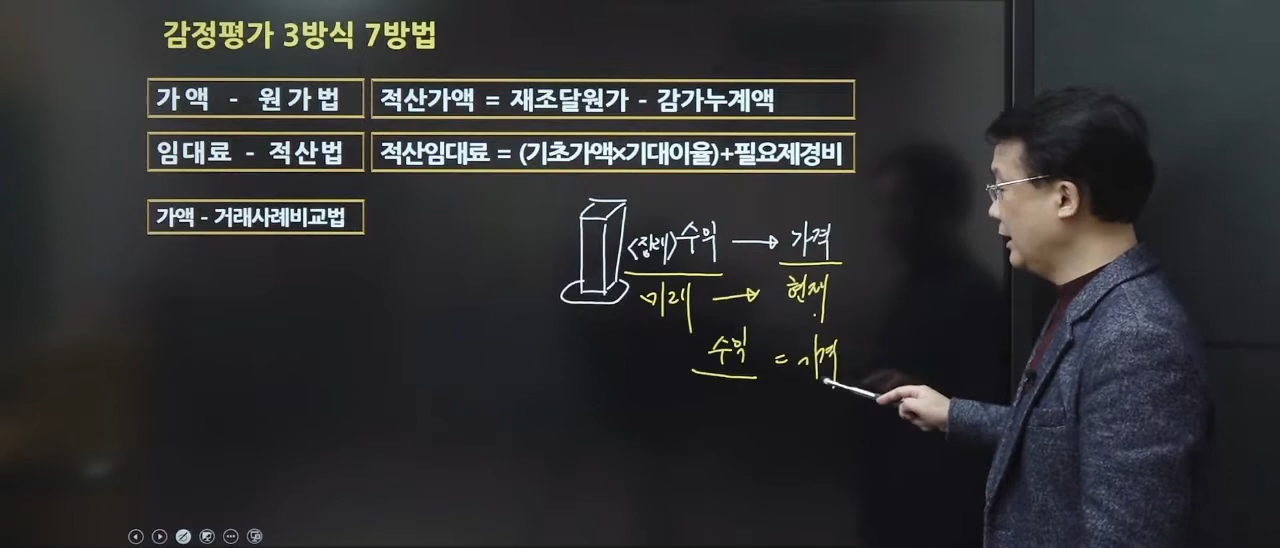 감정평가 3방식 7방법
가액 - 원가법 적산가액 = 재조달원가 - 감가누계액
임대료 - 적산법 적산임대료 = (기초가액×기대이율)+필요제경비
가액 - 거래사례비교법
<장래>수익 → 가격
미래 → 현재
수익 = 가격